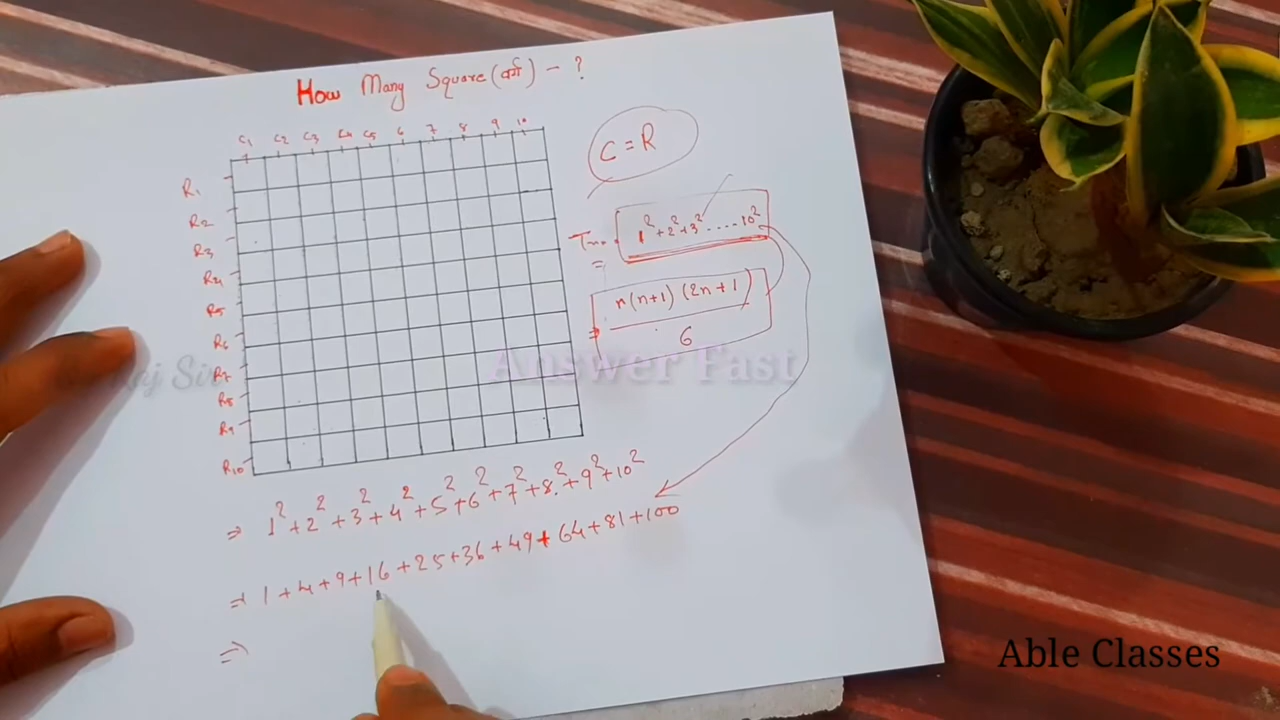 How Many Square (वर्ग) - ?
C1 C2 C3 C4 C5 6 7 8 9 10
R1
R2
R3
R4
R5
R6
R7
R8
R9
R10
C = R
1² + 2² + 3² ..... 10²
=
⇒ n(n+1) (2n+1)
6
Answer Fast
⇒ 1² + 2² + 3² + 4² + 5² + 6² + 7² + 8² + 9² + 10²
⇒ 1 + 4 + 9 + 16 + 25 + 36 + 49 + 64 + 81 + 100
⇒
Able Classes